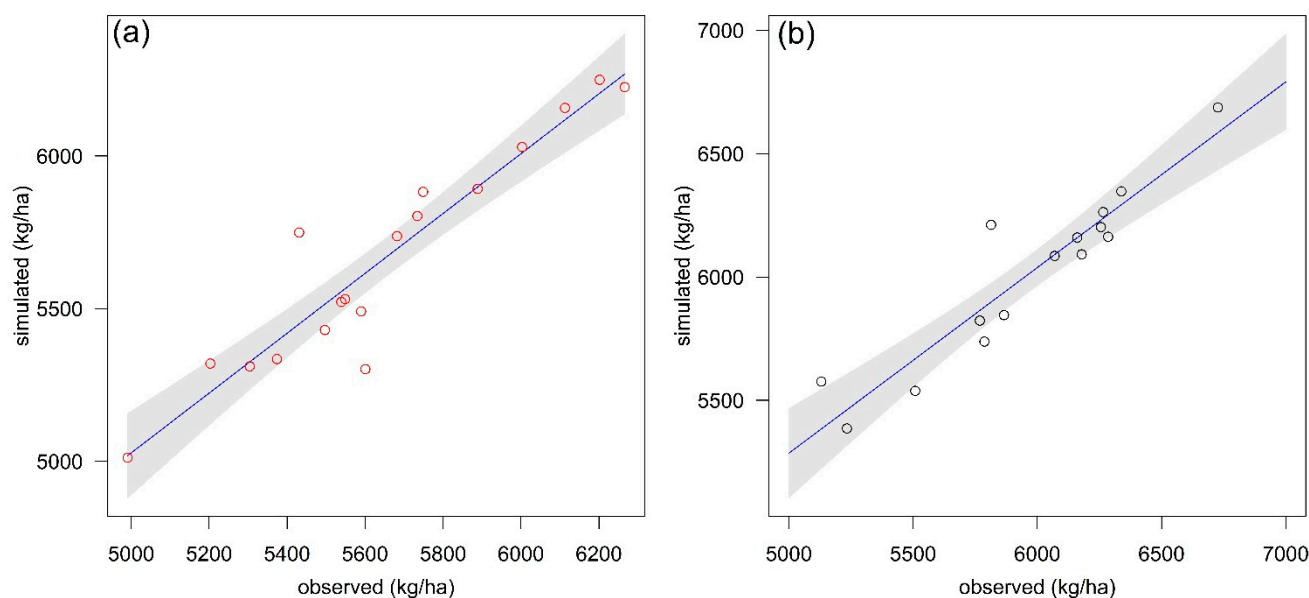 (a)
6000
5500
5000
simulated (kg/ha)
5000 5200 5400 5600 5800 6000 6200
observed (kg/ha)
(b)
7000
6500
6000
5500
simulated (kg/ha)
5000 5500 6000 6500 7000
observed (kg/ha)